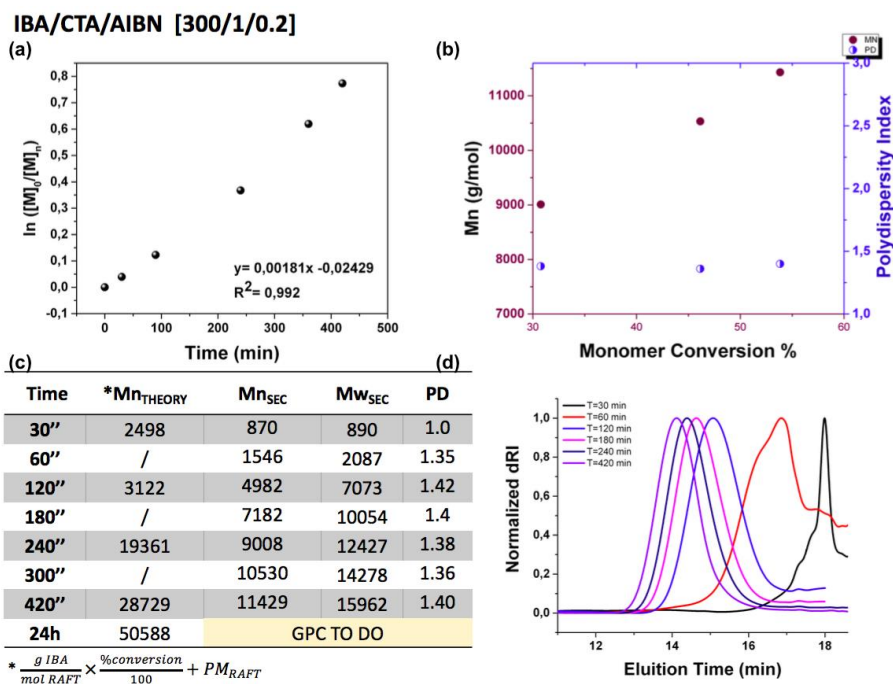 IBA/CTA/AIBN [300/1/0.2]
(a)
0,8
0,7
0,6
0,5
0,4
0,3
0,2
0,1
0,0
-0,1
ln ([M]0/[M]n)
y= 0,00181x -0,02429
R2= 0,992
0 100 200 300 400 500
Time (min)
(b)
MN
PD
11000
10000
9000
8000
7000
Mn (g/mol)
3,0
2,5
2,0
1,5
1,0
Polydispersity Index
30 40 50 60
Monomer Conversion %
(c)
Time *MnTHEORY MnSEC MwSEC PD
30’’ 2498 870 890 1.0
60’’ / 1546 2087 1.35
120’’ 3122 4982 7073 1.42
180’’ / 7182 10054 1.4
240’’ 19361 9008 12427 1.38
300’’ / 10530 14278 1.36
420’’ 28729 11429 15962 1.40
24h 50588 GPC TO DO
* g IBA / mol RAFT × %conversion / 100 + PMRAFT
(d)
T=30 min
T=60 min
T=120 min
T=180 min
T=240 min
T=420 min
1,0
0,8
0,6
0,4
0,2
0,0
Normalized dRI
12 14 16 18
Eluition Time (min)